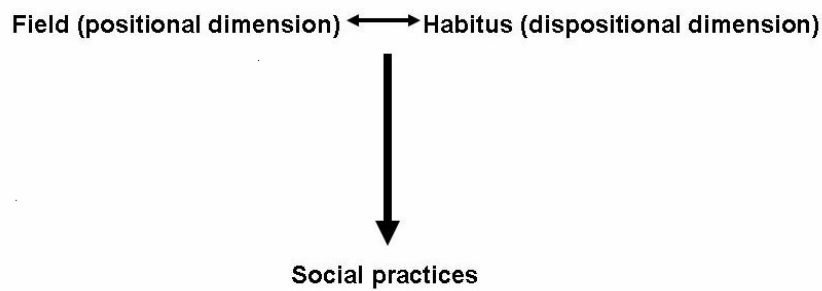 Field (positional dimension) Habitus (dispositional dimension)
Social practices